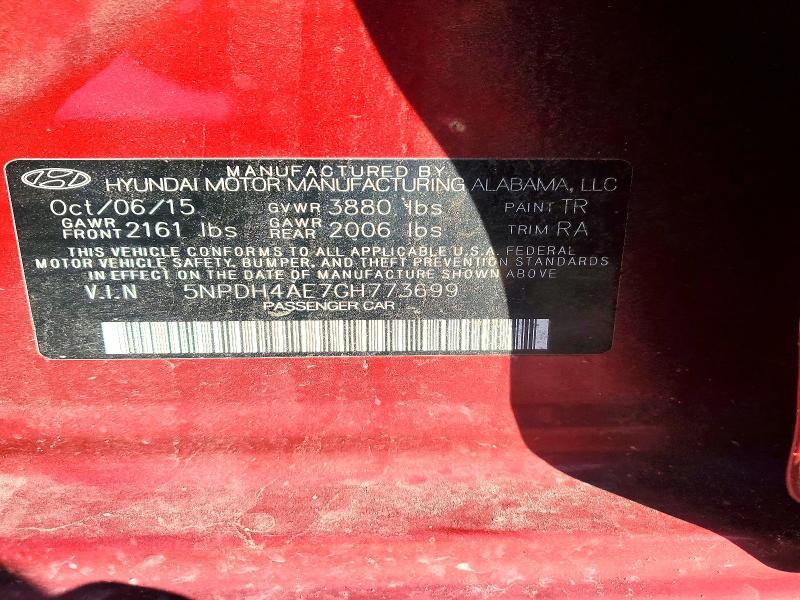 MANUFACTURED BY
HYUNDAI MOTOR MANUFACTURING ALABAMA, LLC
Oct/06/15 GVWR 3880 lbs PAINT TR
GAWR FRONT 2161 lbs GAWR REAR 2006 lbs TRIM RA
THIS VEHICLE CONFORMS TO ALL APPLICABLE U.S.A. FEDERAL
MOTOR VEHICLE SAFETY, BUMPER, AND THEFT PREVENTION STANDARDS
IN EFFECT ON THE DATE OF MANUFACTURE SHOWN ABOVE
V.I.N 5NPDH4AE7GH773699
PASSENGER CAR